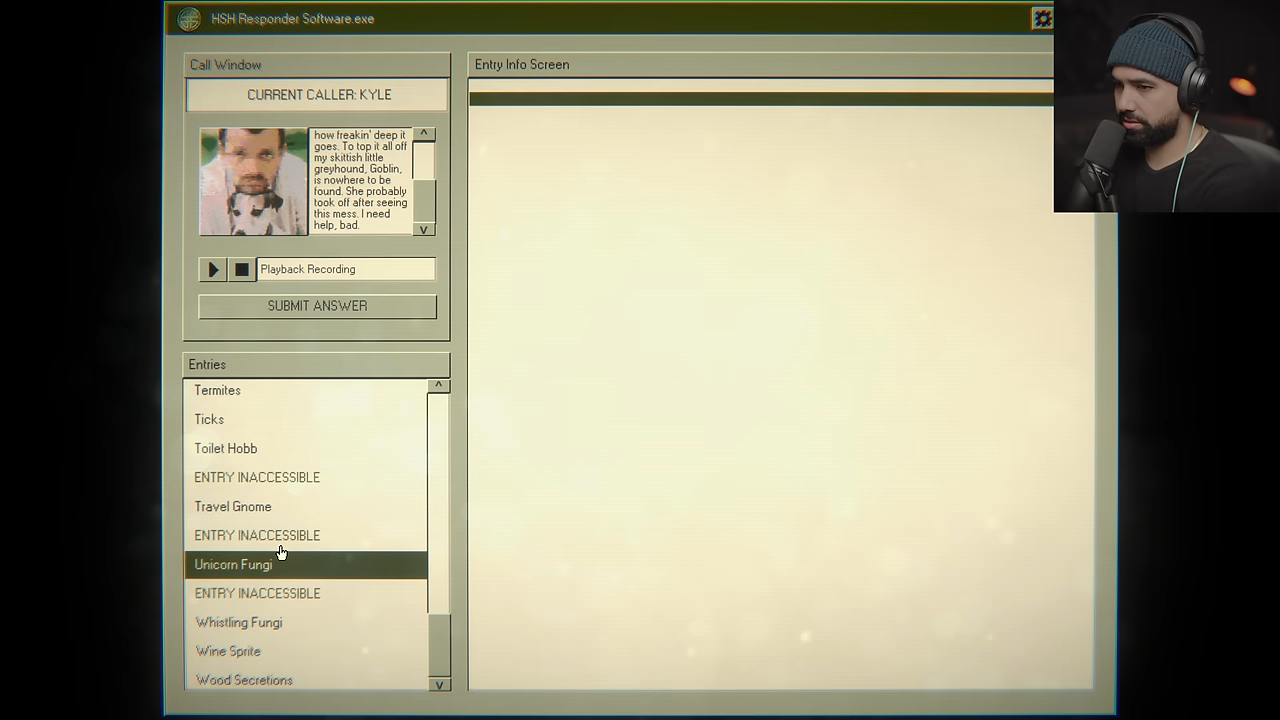 HSH Responder Software.exe
Call Window
CURRENT CALLER: KYLE
how freakin' deep it
goes. To top it all off
my skittish little
greyhound, Goblin,
is nowhere to be
found. She probably
took off after seeing
this mess. I need
help, bad.
Playback Recording
SUBMIT ANSWER
Entries
Termites
Ticks
Toilet Hobb
ENTRY INACCESSIBLE
Travel Gnome
ENTRY INACCESSIBLE
Unicorn Fungi
ENTRY INACCESSIBLE
Whistling Fungi
Wine Sprite
Wood Secretions
Entry Info Screen